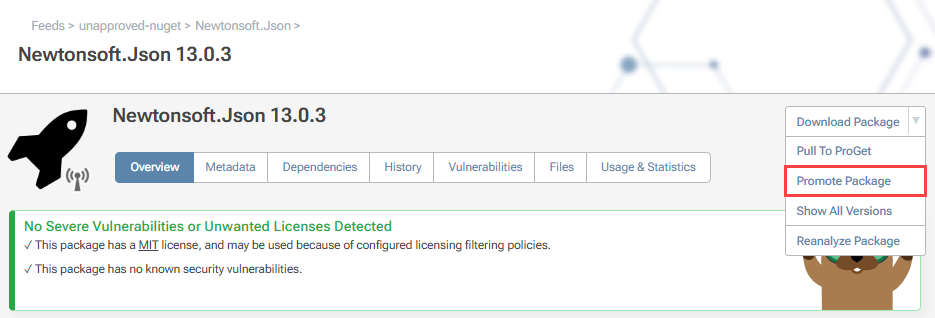 Feeds > unapproved-nuget > Newtonsoft.Json >
Newtonsoft.Json 13.0.3
Newtonsoft.Json 13.0.3
Download Package
Pull To ProGet
Promote Package
Show All Versions
Reanalyze Package
Overview Metadata Dependencies History Vulnerabilities Files Usage & Statistics
No Severe Vulnerabilities or Unwanted Licenses Detected
✓ This package has a MIT license, and may be used because of configured licensing filtering policies.
✓ This package has no known security vulnerabilities.